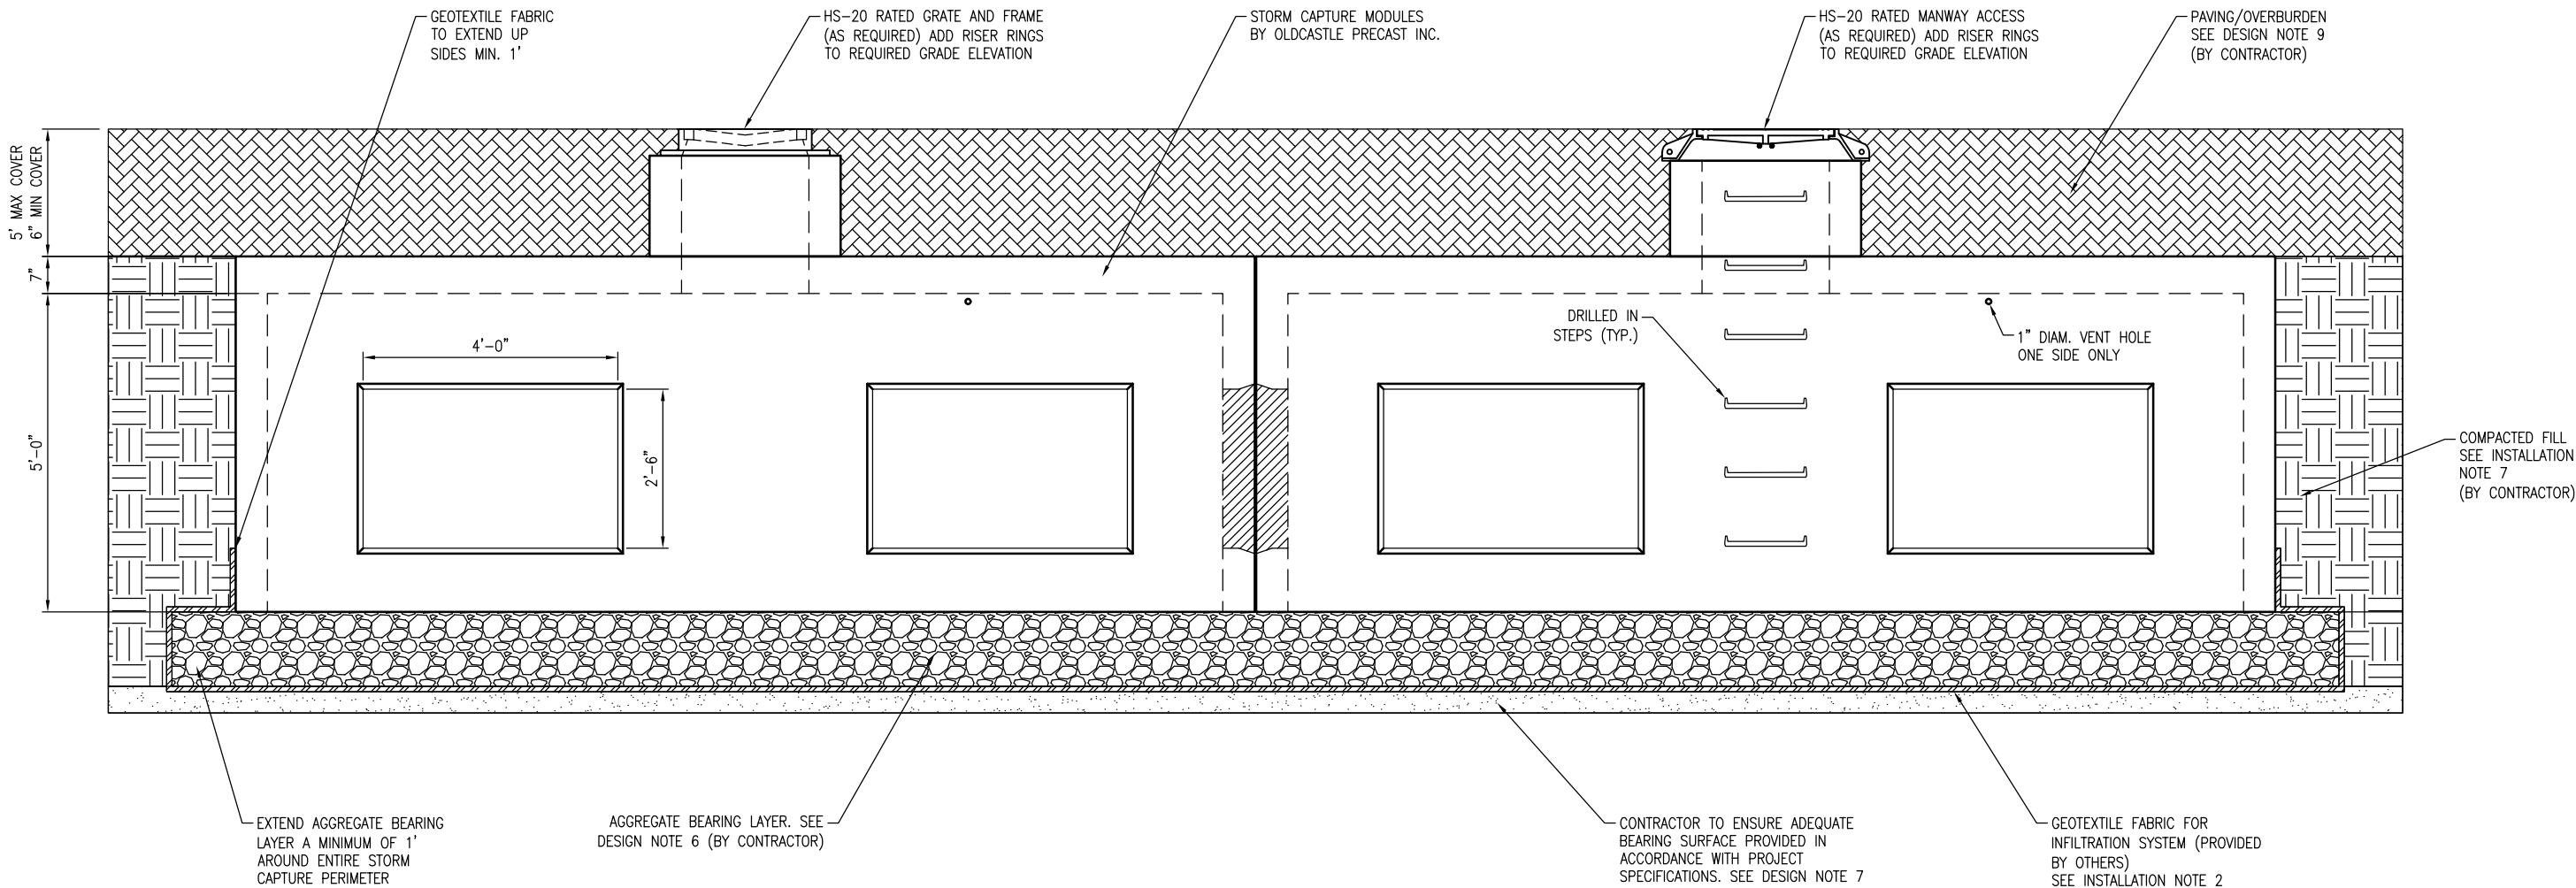 GEOTEXTILE FABRIC
TO EXTEND UP
SIDES MIN. 1'
HS-20 RATED GRATE AND FRAME
(AS REQUIRED) ADD RISER RINGS
TO REQUIRED GRADE ELEVATION
STORM CAPTURE MODULES
BY OLDCASTLE PRECAST INC.
HS-20 RATED MANWAY ACCESS
(AS REQUIRED) ADD RISER RINGS
TO REQUIRED GRADE ELEVATION
PAVING/OVERBURDEN
SEE DESIGN NOTE 9
(BY CONTRACTOR)
5' MAX COVER
6" MIN COVER
7"
5'-0"
4'-0"
2'-6"
DRILLED IN
STEPS (TYP.)
1" DIAM. VENT HOLE
ONE SIDE ONLY
COMPACTED FILL
SEE INSTALLATION
NOTE 7
(BY CONTRACTOR)
EXTEND AGGREGATE BEARING
LAYER A MINIMUM OF 1'
AROUND ENTIRE STORM
CAPTURE PERIMETER
AGGREGATE BEARING LAYER. SEE
DESIGN NOTE 6 (BY CONTRACTOR)
CONTRACTOR TO ENSURE ADEQUATE
BEARING SURFACE PROVIDED IN
ACCORDANCE WITH PROJECT
SPECIFICATIONS. SEE DESIGN NOTE 7
GEOTEXTILE FABRIC FOR
INFILTRATION SYSTEM (PROVIDED
BY OTHERS)
SEE INSTALLATION NOTE 2